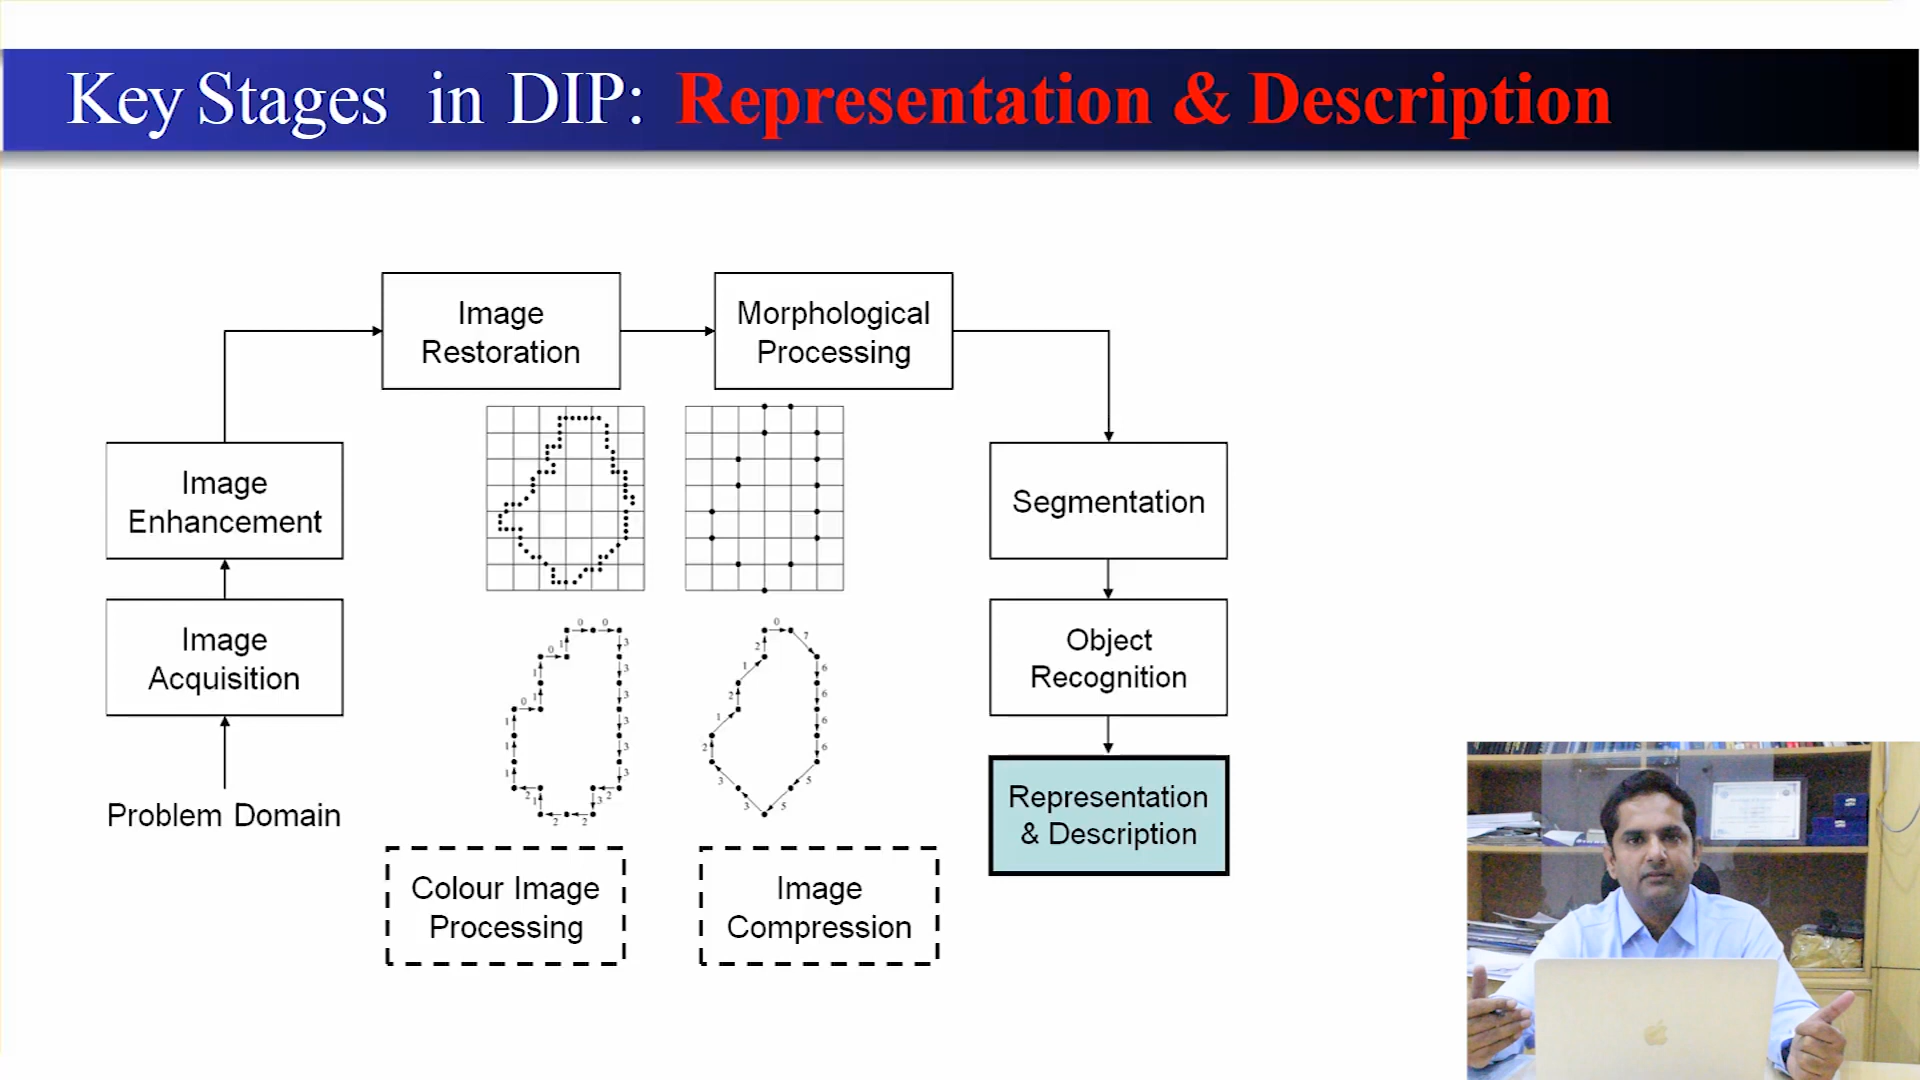 Key Stages in DIP: Representation & Description
Image
Restoration
Morphological
Processing
Image
Enhancement
Segmentation
Image
Acquisition
Object
Recognition
Problem Domain
Representation
& Description
Colour Image
Processing
Image
Compression